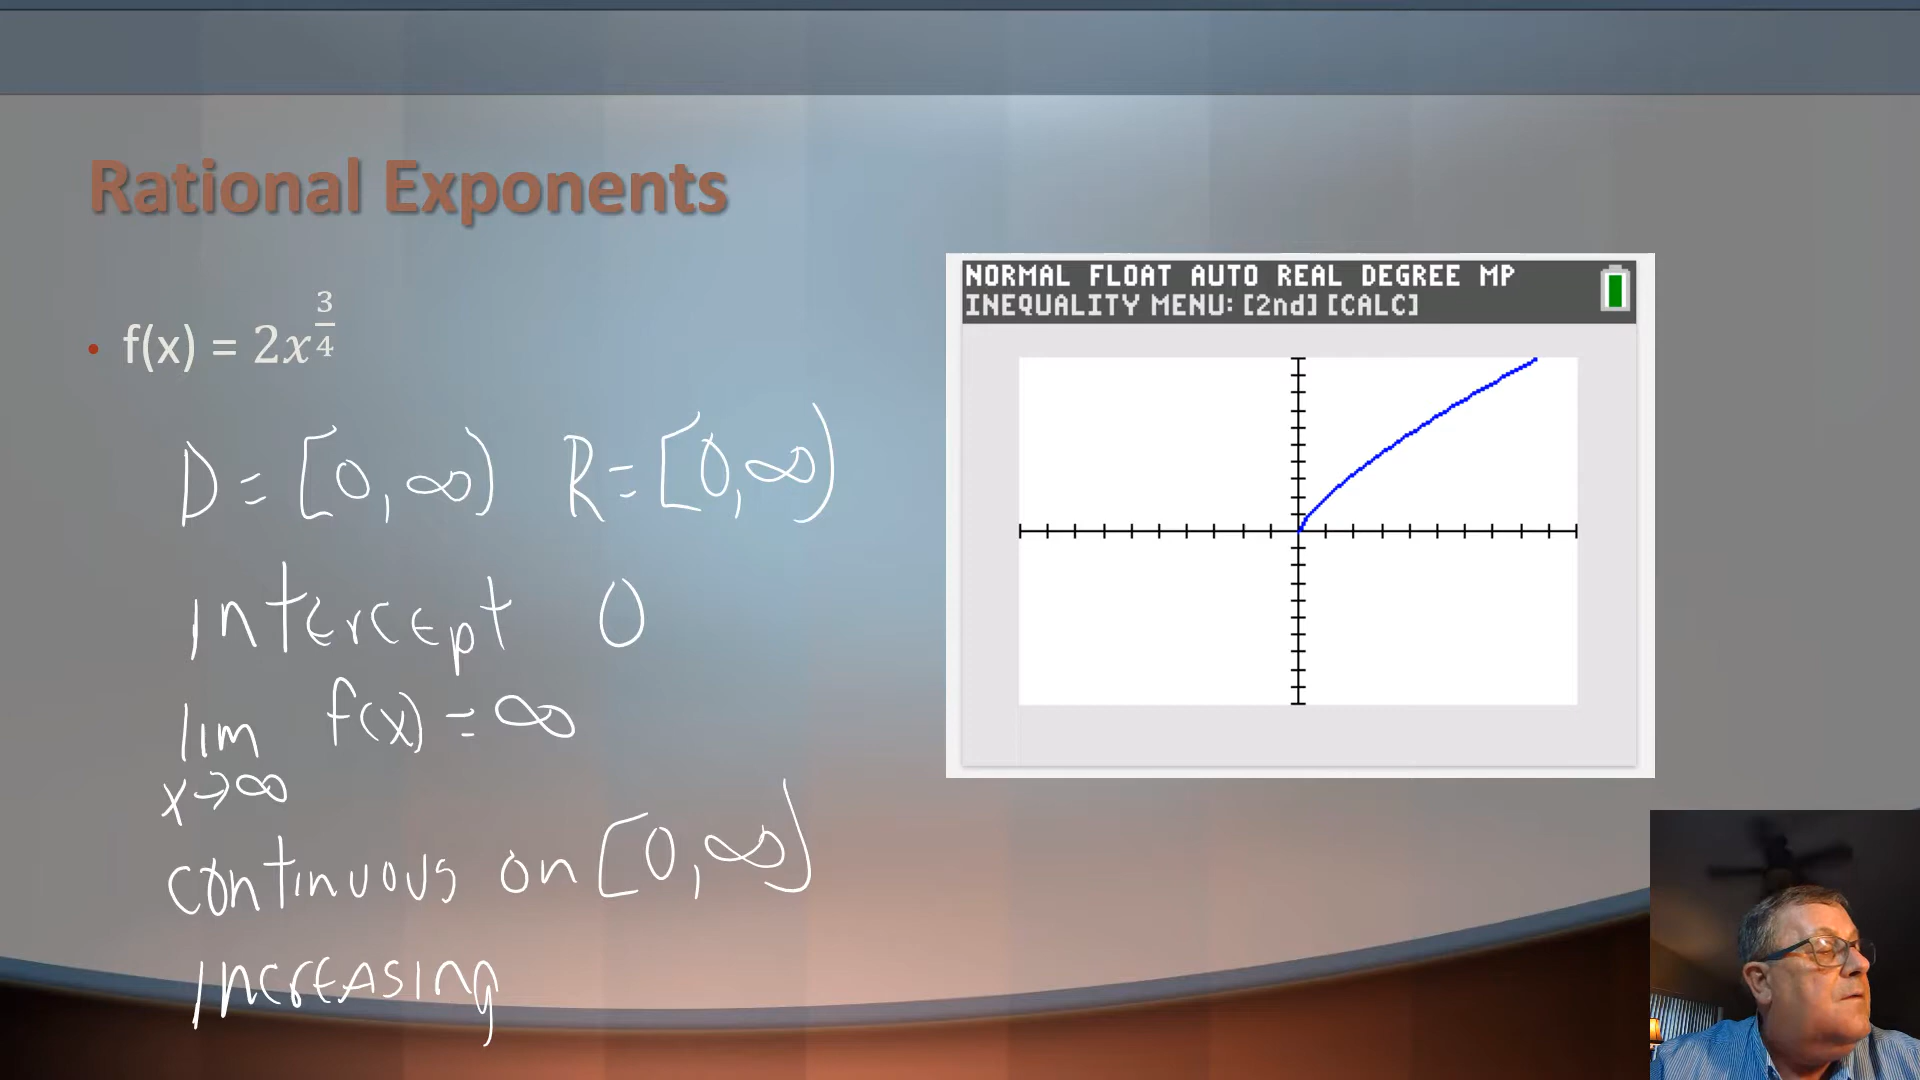 Rational Exponents
• f(x) = 2x^{3/4}
D = [0, ∞) R = [0, ∞)
intercept 0
lim f(x) = ∞
x→∞
continuous on [0, ∞)
increasing
NORMAL FLOAT AUTO REAL DEGREE MP
INEQUALITY MENU: [2nd] [CALC]